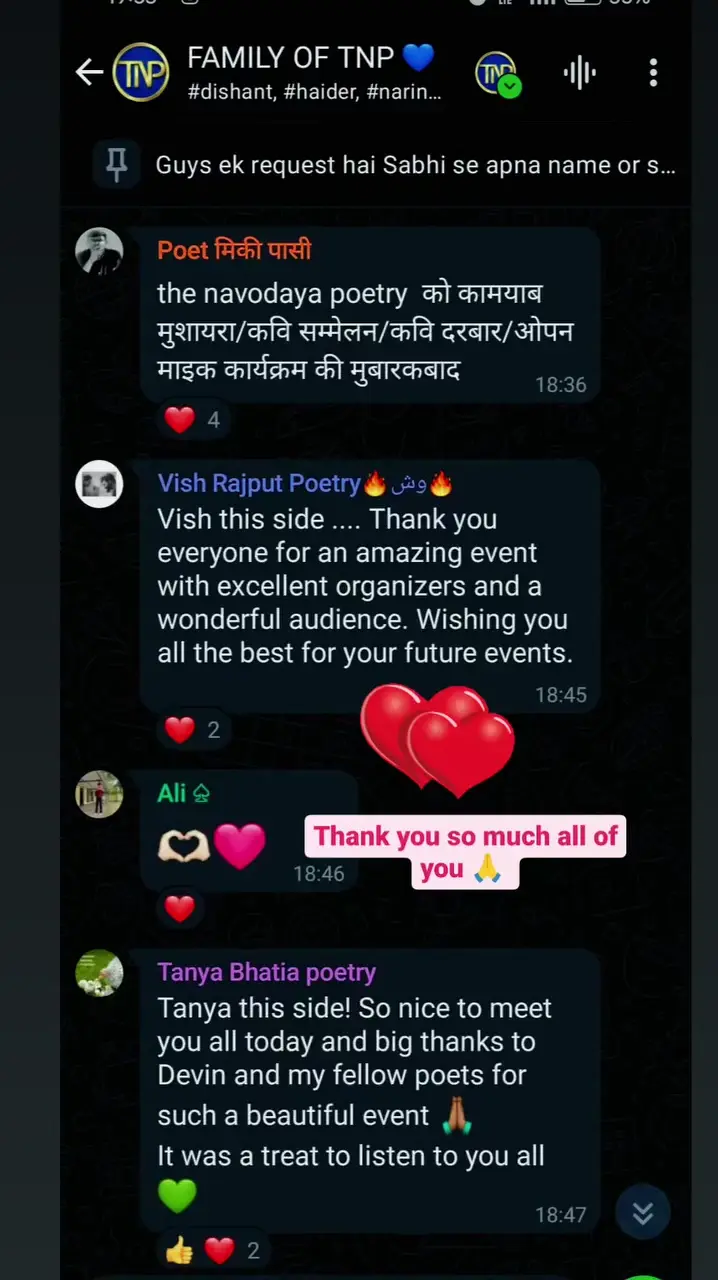 TNP
FAMILY OF TNP 💙
#dishant, #haider, #narin...
TNP
Guys ek request hai Sabhi se apna name or s...
Poet मिकी पासी
the navodaya poetry को कामयाब
मुशायरा/कवि सम्मेलन/कवि दरबार/ओपन
माइक कार्यक्रम की मुबारकबाद
18:36
❤️ 4
Vish Rajput Poetry🔥وش🔥
Vish this side .... Thank you
everyone for an amazing event
with excellent organizers and a
wonderful audience. Wishing you
all the best for your future events.
18:45
❤️ 2
Ali ♤
🫶🏻💗
18:46
❤️
Thank you so much all of
you 🙏
Tanya Bhatia poetry
Tanya this side! So nice to meet
you all today and big thanks to
Devin and my fellow poets for
such a beautiful event 🙏🏾
It was a treat to listen to you all
💚
18:47
👍 ❤️ 2